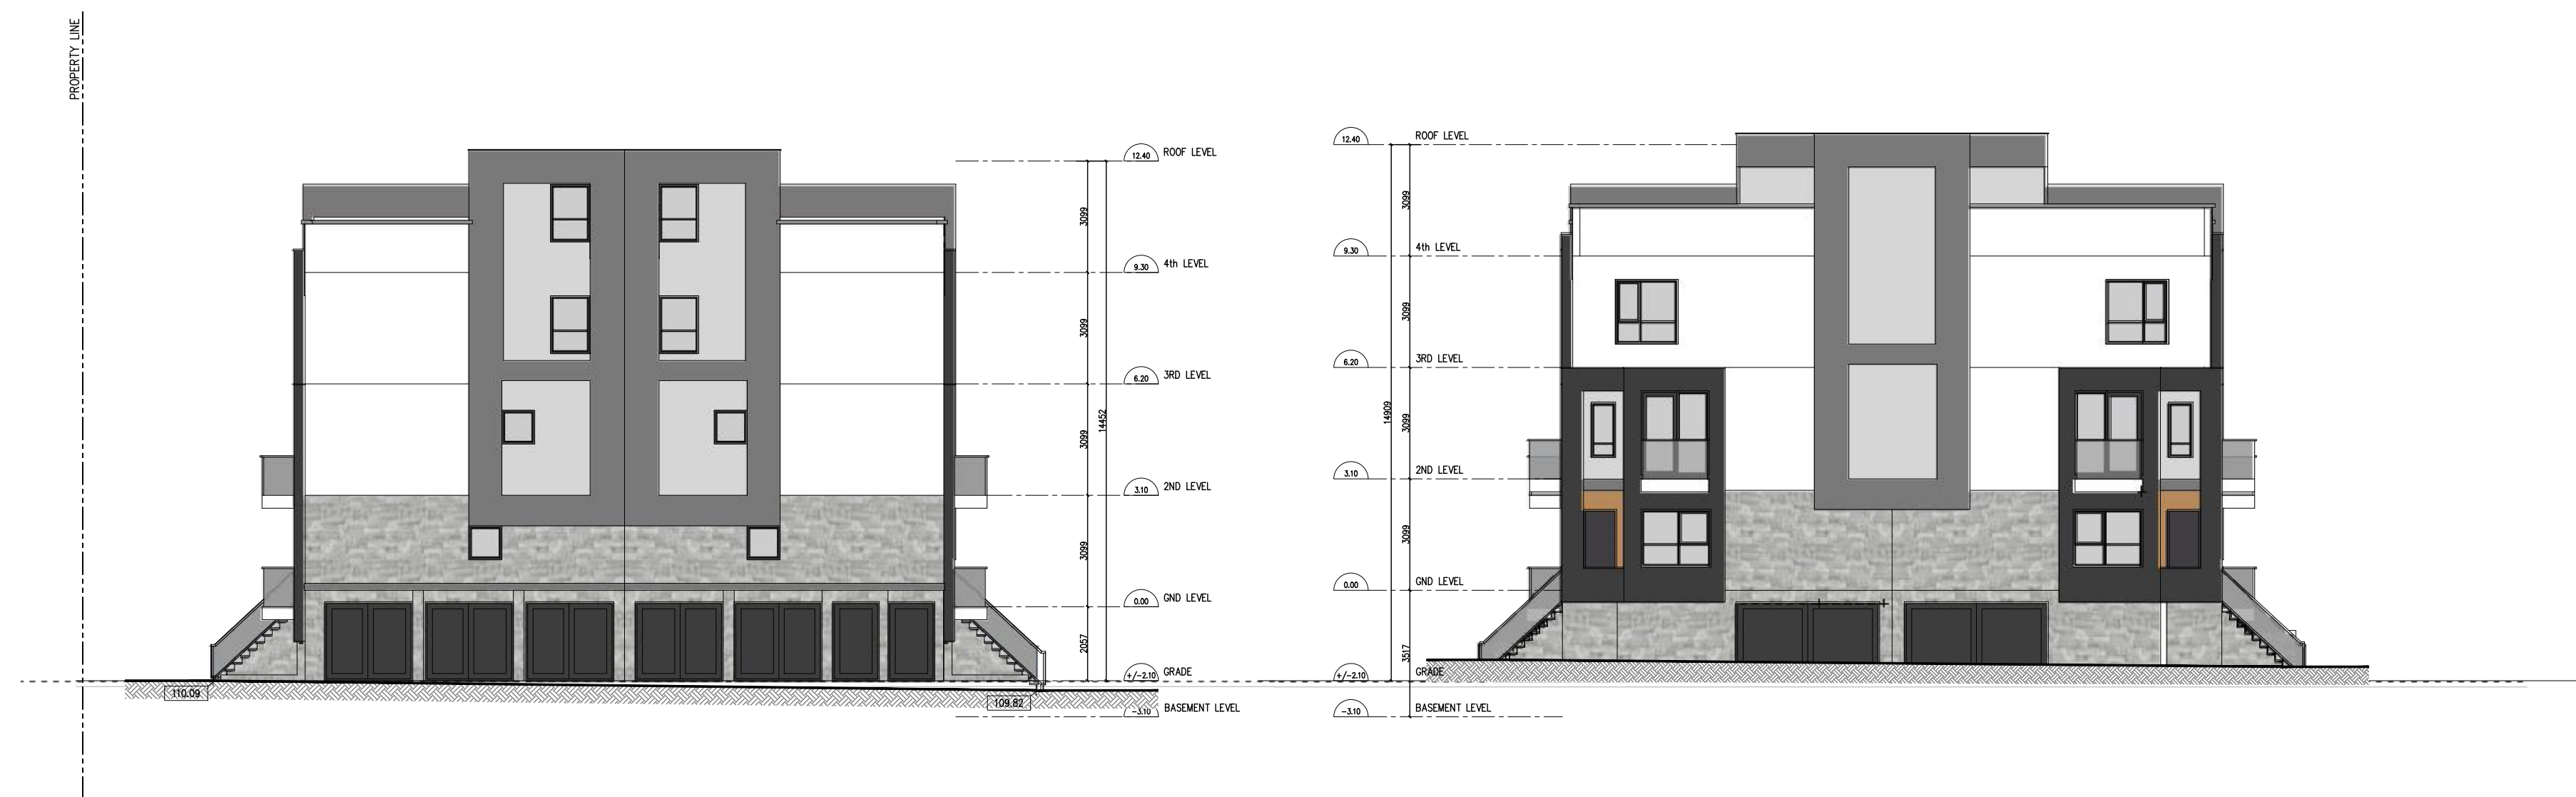 PROPERTY LINE
12.40 ROOF LEVEL
3099
9.30 4th LEVEL
3099
6.20 3RD LEVEL
14452
3099
3.10 2ND LEVEL
3099
0.00 GND LEVEL
2057
+/-2.10 GRADE
-3.10 BASEMENT LEVEL
110.09
109.82
12.40 ROOF LEVEL
3099
9.30 4th LEVEL
3099
6.20 3RD LEVEL
14909
3099
3.10 2ND LEVEL
3099
0.00 GND LEVEL
3517
+/-2.10 GRADE
-3.10 BASEMENT LEVEL